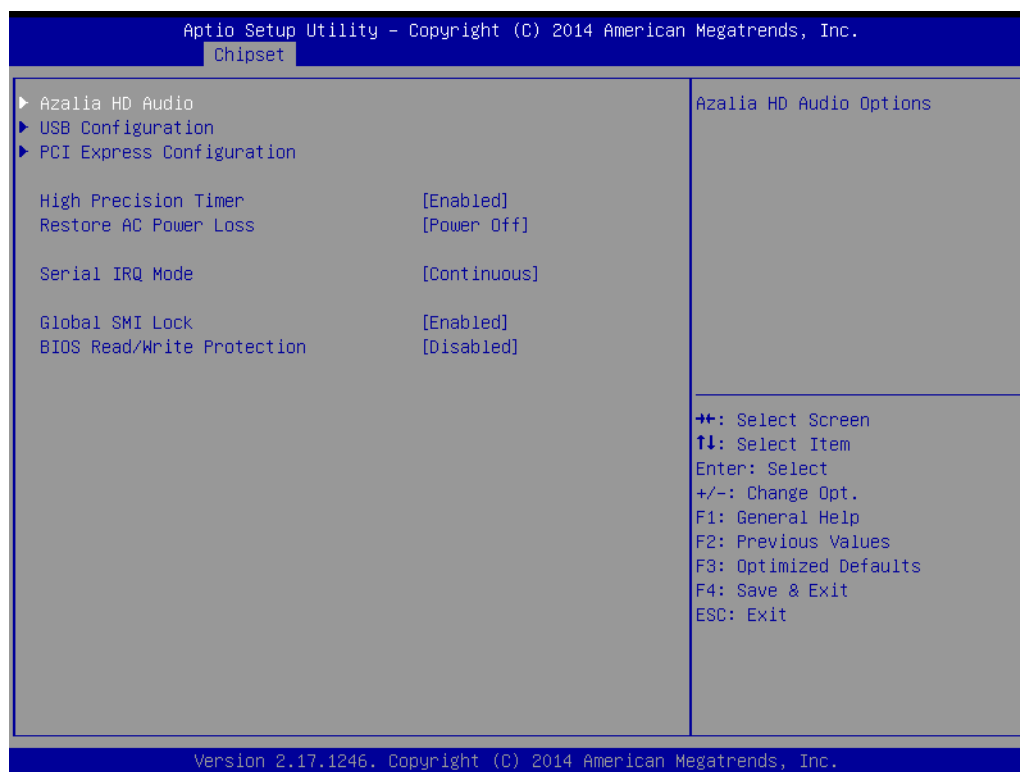 Aptio Setup Utility – Copyright (C) 2014 American Megatrends, Inc.
Chipset
▶ Azalia HD Audio
▶ USB Configuration
▶ PCI Express Configuration
High Precision Timer [Enabled]
Restore AC Power Loss [Power Off]
Serial IRQ Mode [Continuous]
Global SMI Lock [Enabled]
BIOS Read/Write Protection [Disabled]
Azalia HD Audio Options
→←: Select Screen
↑↓: Select Item
Enter: Select
+/-: Change Opt.
F1: General Help
F2: Previous Values
F3: Optimized Defaults
F4: Save & Exit
ESC: Exit
Version 2.17.1246. Copyright (C) 2014 American Megatrends, Inc.